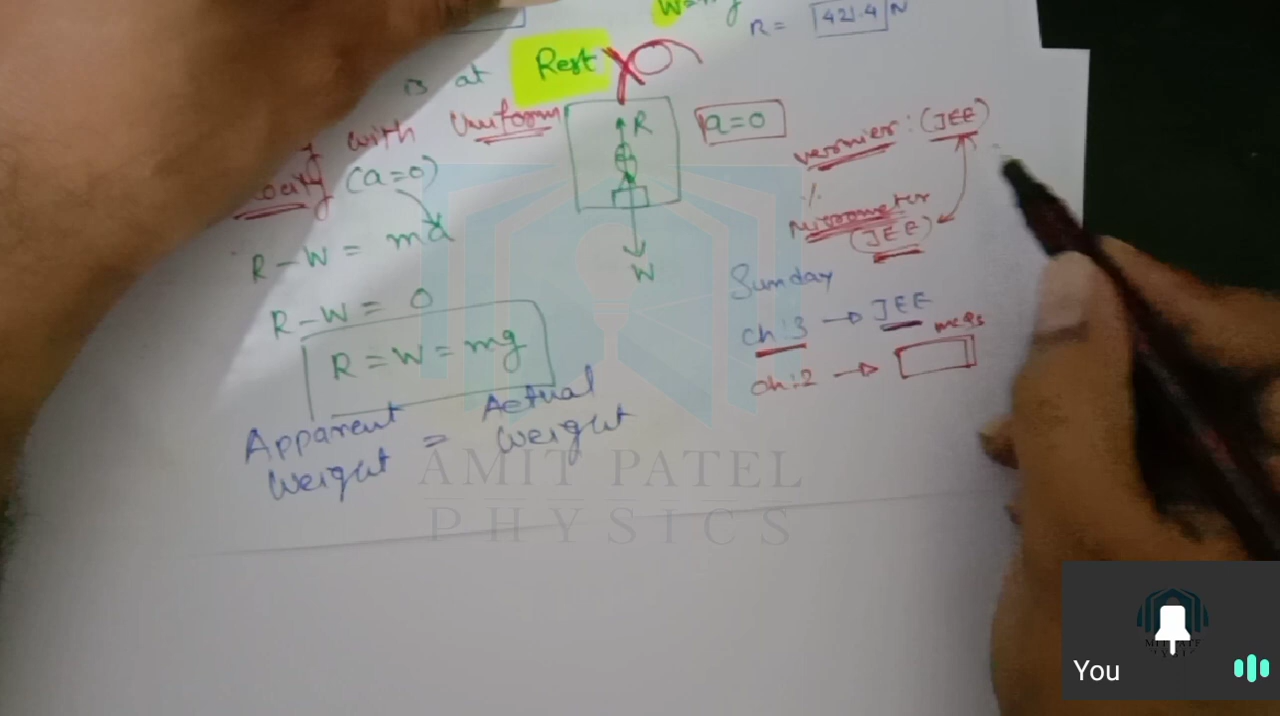 R = 421.4 N
is at Rest
with Uniform
(a=0)
R a=0
W
R - W = ma
R - W = 0
R = W = mg
Apparent Weight = Actual Weight
vernier : (JEE)
micrometer
(JEE)
Sunday
ch:3 → JEE
ch:2 → mcqs
AMIT PATEL
PHYSICS
You